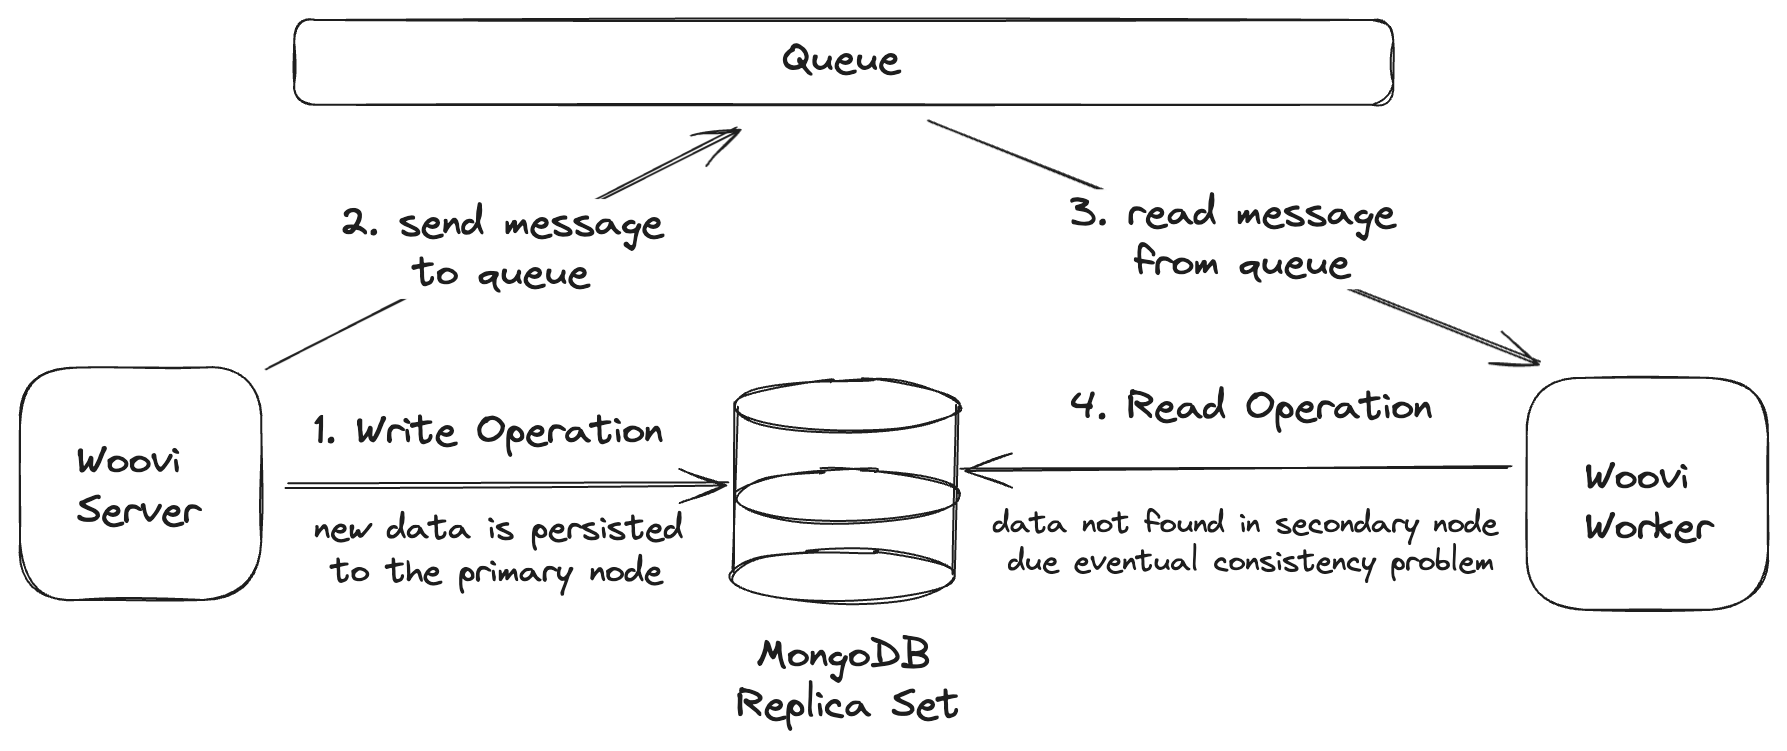 Queue
2. send message
to queue
3. read message
from queue
Woovi
Server
1. Write Operation
new data is persisted
to the primary node
4. Read Operation
data not found in secondary node
due eventual consistency problem
Woovi
Worker
MongoDB
Replica Set